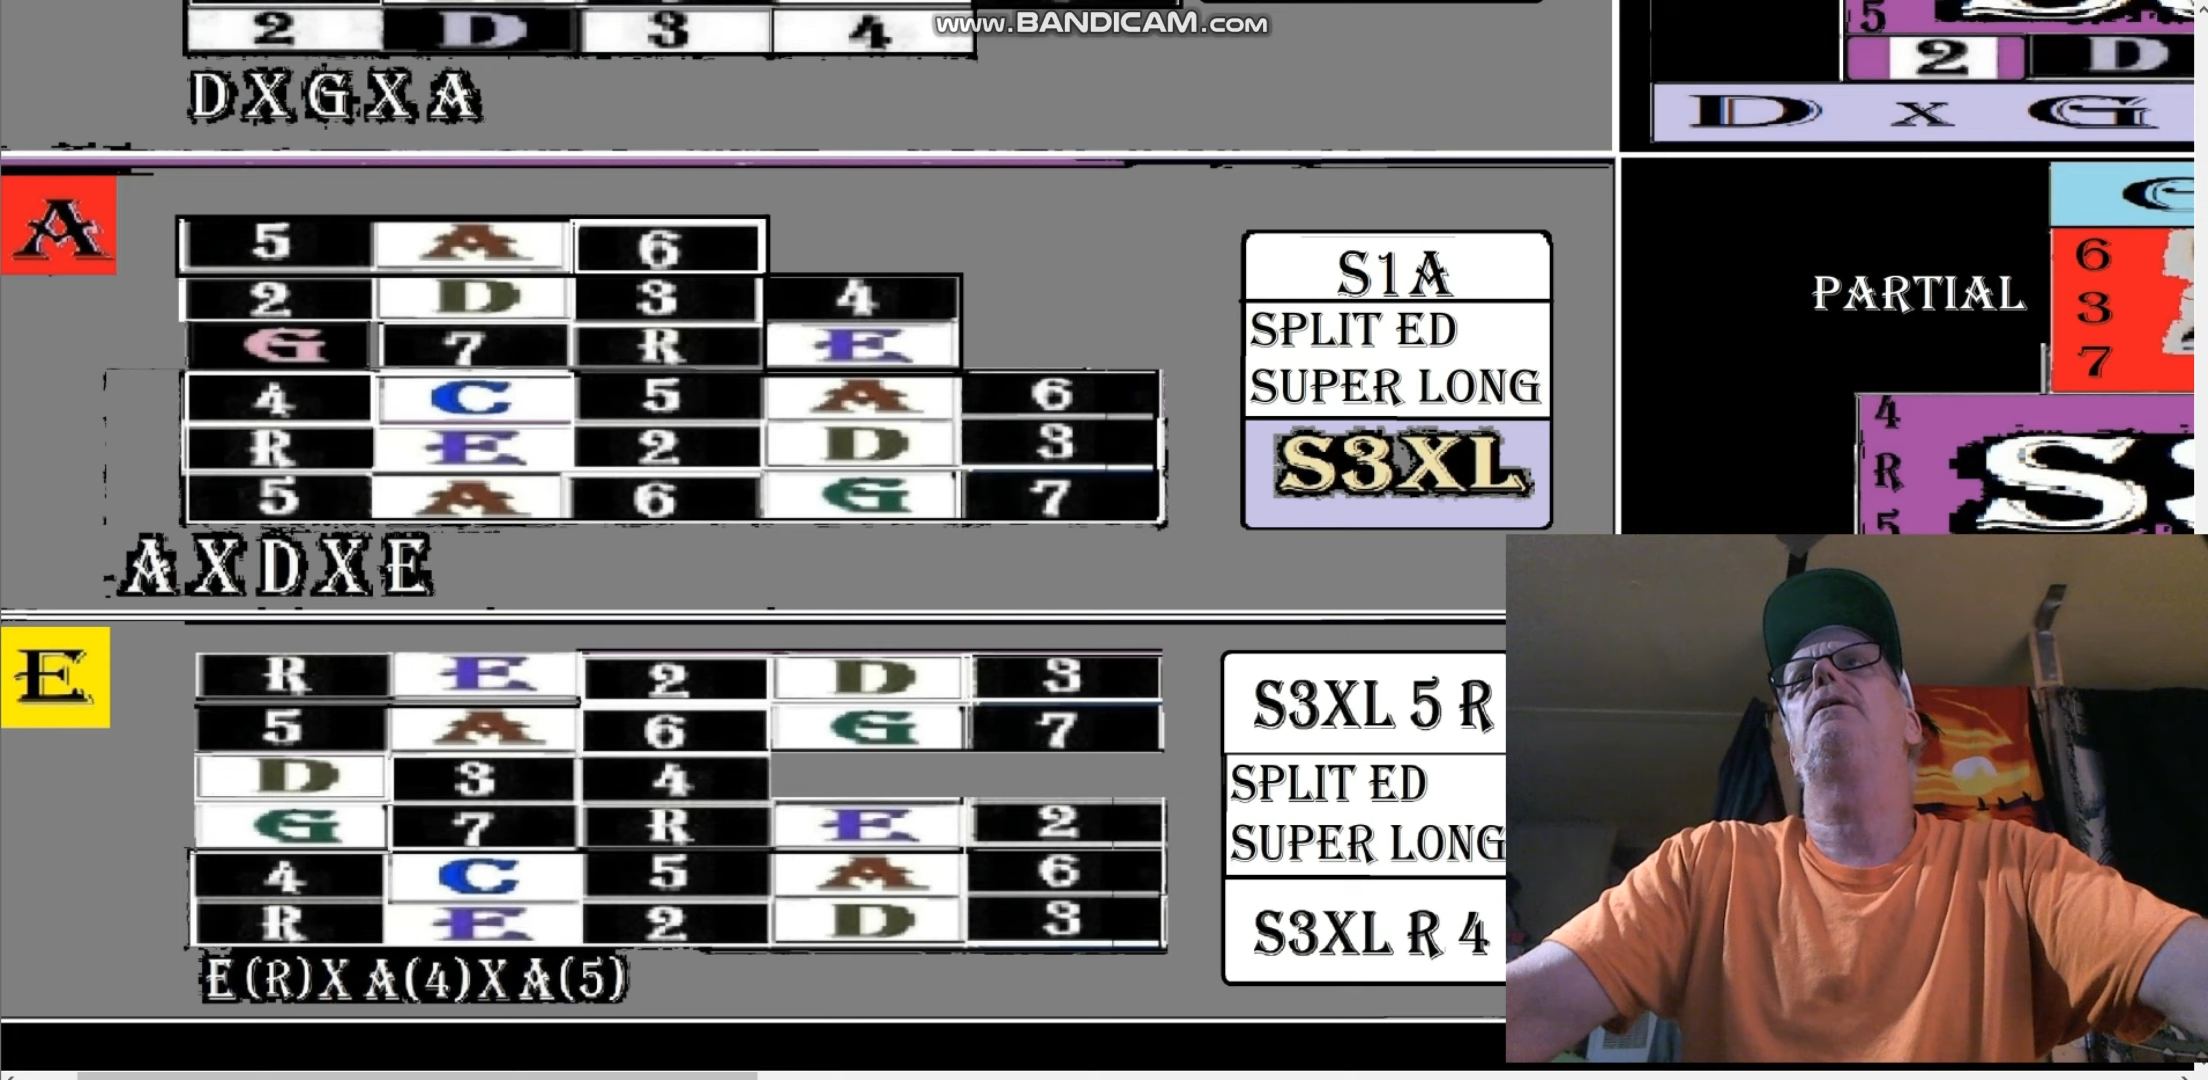 www.BANDICAM.com
2 D 3 4
D X G X A
5
2 D
D X G
A
5 A 6
2 D 3 4
G 7 R E
4 C 5 A 6
R E 2 D 3
5 A 6 G 7
A X D X E
S1A
SPLIT ED
SUPER LONG
S3XL
PARTIAL
6
3
7
4
R
5
E
R E 2 D 3
5 A 6 G 7
D 3 4
G 7 R E 2
4 C 5 A 6
R E 2 D 3
E (R) X A(4) X A(5)
S3XL 5 R
SPLIT ED
SUPER LONG
S3XL R 4